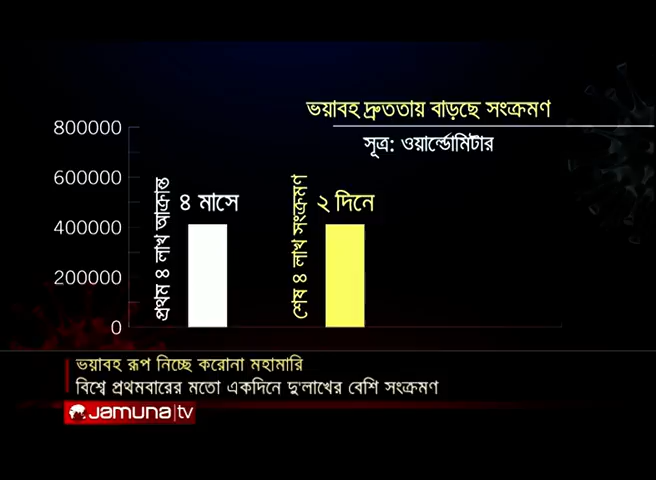 ভয়াবহ দ্রুততায় বাড়ছে সংক্রমণ
সূত্র: ওয়ার্ল্ডোমিটার
800000
600000
400000
200000
0
প্রথম ৪ লাখ আক্রান্ত
৪ মাসে
শেষ ৪ লাখ সংক্রমণ
২ দিনে
ভয়াবহ রূপ নিচ্ছে করোনা মহামারি
বিশ্বে প্রথমবারের মতো একদিনে দু'লাখের বেশি সংক্রমণ
Jamuna tv